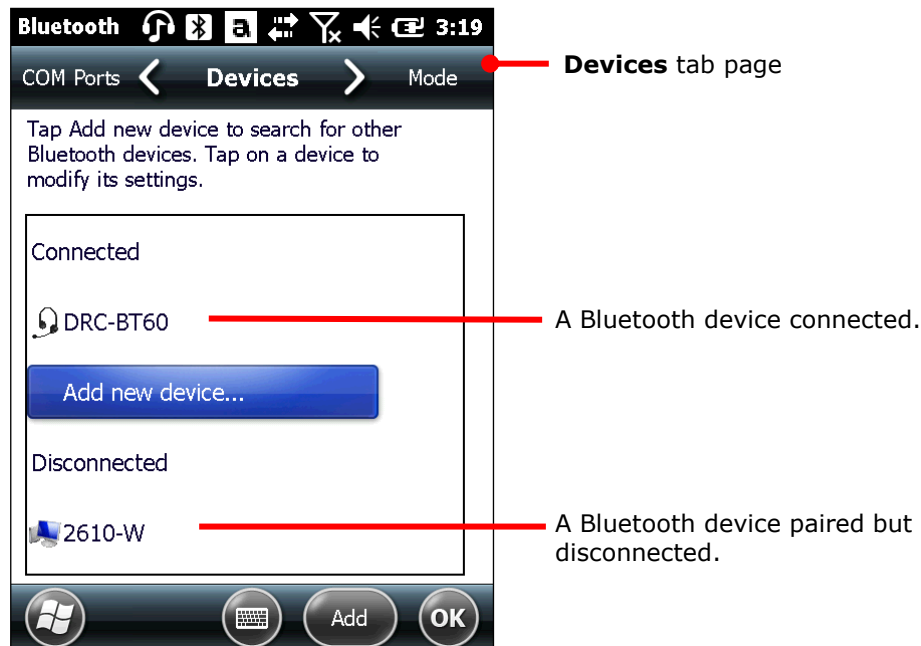 Bluetooth a 3:19
COM Ports Devices Mode
Devices tab page
Tap Add new device to search for other
Bluetooth devices. Tap on a device to
modify its settings.
Connected
DRC-BT60
A Bluetooth device connected.
Add new device...
Disconnected
2610-W
A Bluetooth device paired but
disconnected.
Add OK